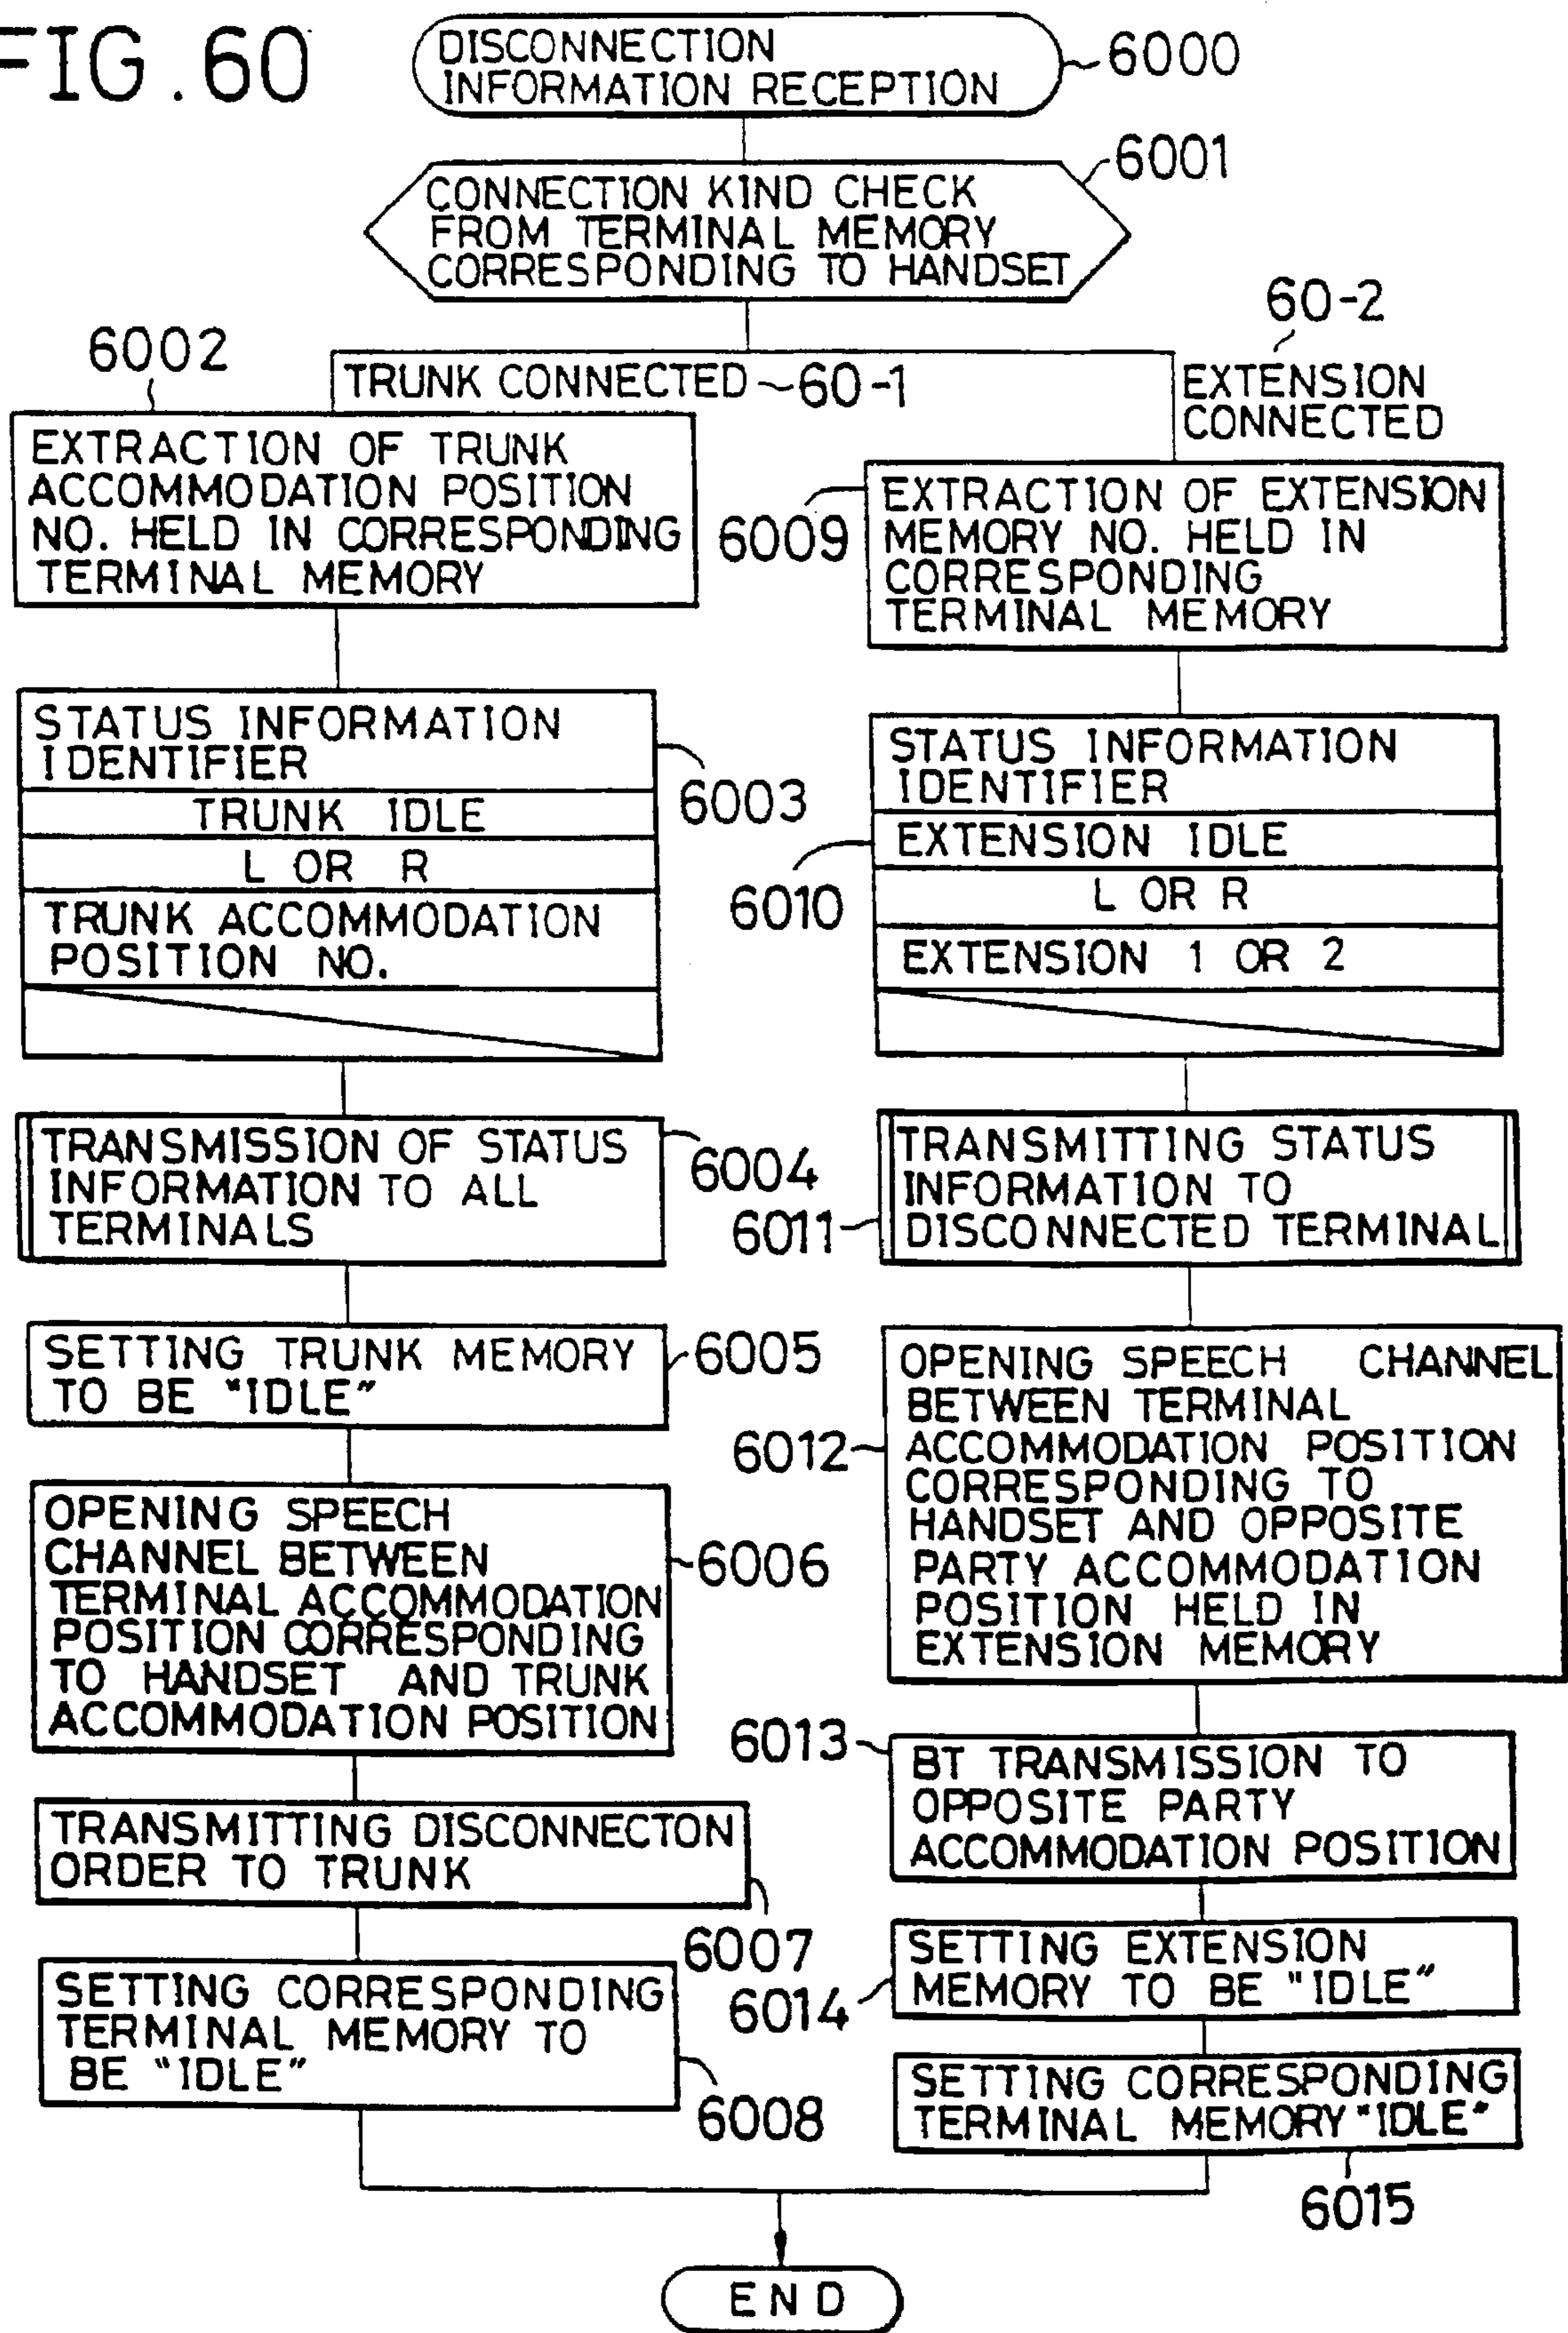 FIG. 60
DISCONNECTION
INFORMATION RECEPTION
6000
CONNECTION KIND CHECK
FROM TERMINAL MEMORY
CORRESPONDING TO HANDSET
6001
60-2
6002
TRUNK CONNECTED
60-1
EXTENSION
CONNECTED
EXTRACTION OF TRUNK
ACCOMMODATION POSITION
NO. HELD IN CORRESPONDING
TERMINAL MEMORY
STATUS INFORMATION
IDENTIFIER
TRUNK IDLE
L OR R
TRUNK ACCOMMODATION
POSITION NO.
6003
TRANSMISSION OF STATUS
INFORMATION TO ALL
TERMINALS
6004
SETTING TRUNK MEMORY
TO BE "IDLE"
6005
OPENING SPEECH
CHANNEL BETWEEN
TERMINAL ACCOMMODATION
POSITION CORRESPONDING
TO HANDSET AND TRUNK
ACCOMMODATION POSITION
6006
TRANSMITTING DISCONNECTON
ORDER TO TRUNK
6007
SETTING CORRESPONDING
TERMINAL MEMORY TO
BE "IDLE"
6008
6009
EXTRACTION OF EXTENSION
MEMORY NO. HELD IN
CORRESPONDING
TERMINAL MEMORY
STATUS INFORMATION
IDENTIFIER
EXTENSION IDLE
L OR R
EXTENSION 1 OR 2
6010
TRANSMITTING STATUS
INFORMATION TO
DISCONNECTED TERMINAL
6011
OPENING SPEECH CHANNEL
BETWEEN TERMINAL
ACCOMMODATION POSITION
CORRESPONDING TO
HANDSET AND OPPOSITE
PARTY ACCOMMODATION
POSITION HELD IN
EXTENSION MEMORY
6012
6013
BT TRANSMISSION TO
OPPOSITE PARTY
ACCOMMODATION POSITION
SETTING EXTENSION
MEMORY TO BE "IDLE"
6014
SETTING CORRESPONDING
TERMINAL MEMORY "IDLE"
6015
END